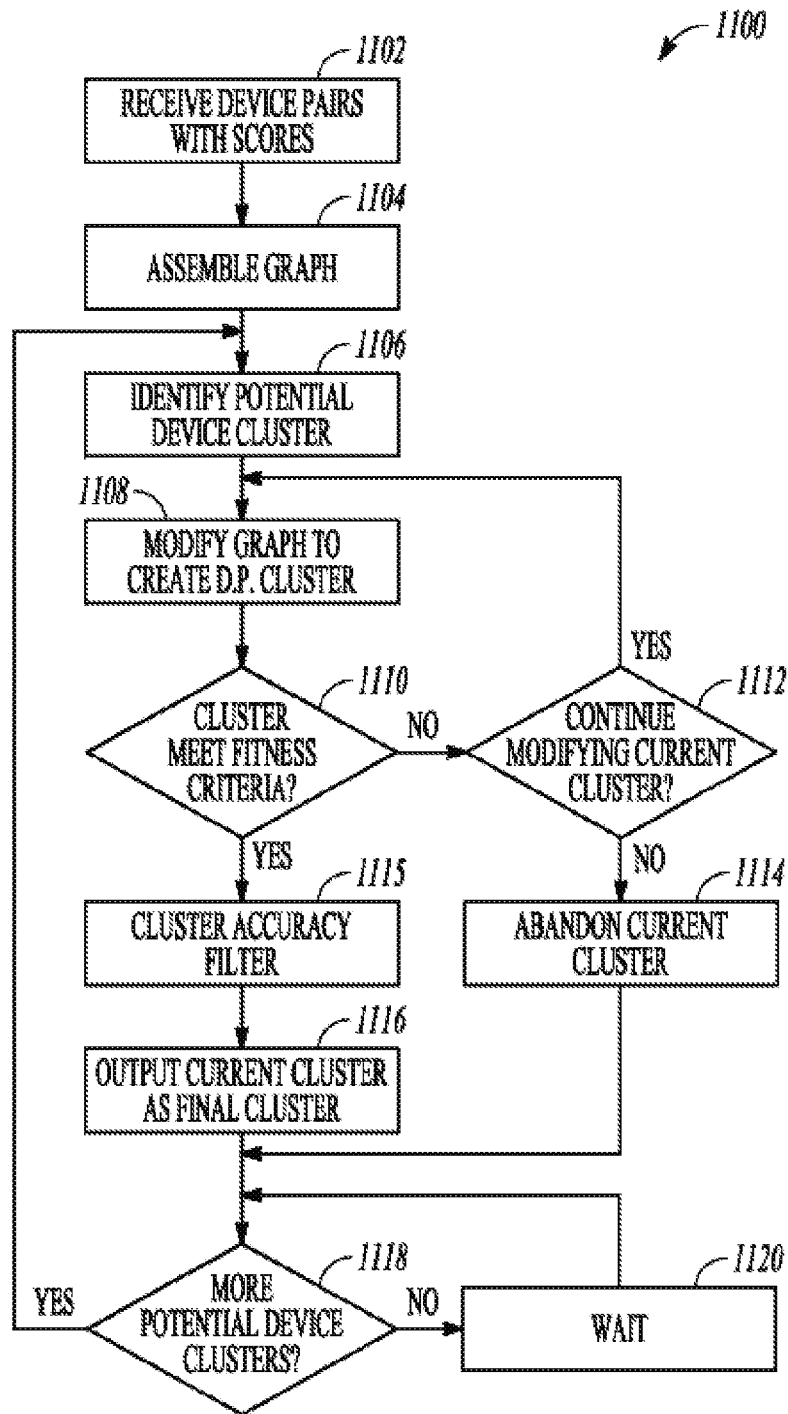 1100
1102
RECEIVE DEVICE PAIRS
WITH SCORES
1104
ASSEMBLE GRAPH
1106
IDENTIFY POTENTIAL
DEVICE CLUSTER
1108
MODIFY GRAPH TO
CREATE D.P. CLUSTER
1110
CLUSTER
MEET FITNESS
CRITERIA?
NO
YES
1112
CONTINUE
MODIFYING CURRENT
CLUSTER?
YES
NO
1115
CLUSTER ACCURACY
FILTER
1114
ABANDON CURRENT
CLUSTER
1116
OUTPUT CURRENT CLUSTER
AS FINAL CLUSTER
1118
YES
MORE
POTENTIAL DEVICE
CLUSTERS?
NO
1120
WAIT